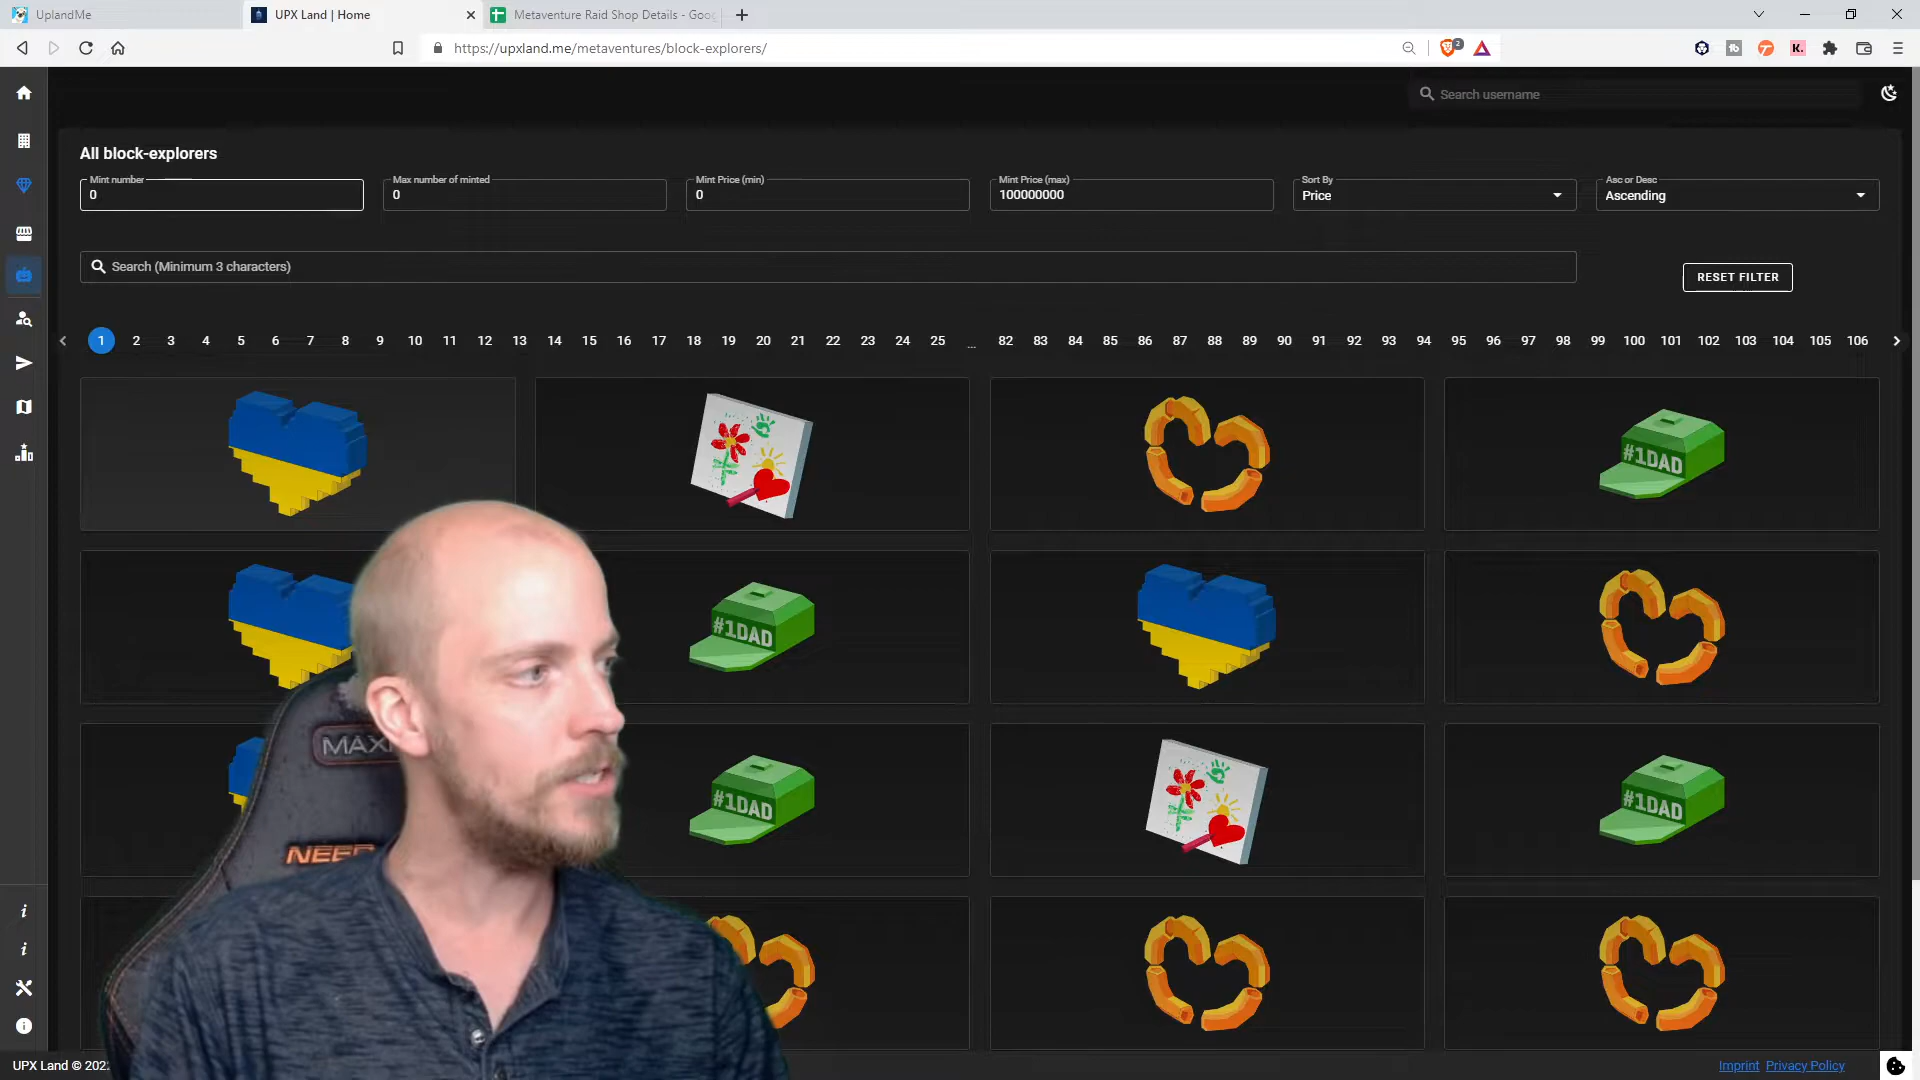 UplandMe
UPX Land | Home
Metaventure Raid Shop Details - Goo
https://upxland.me/metaventures/block-explorers/
2
K.
Search username
All block-explorers
Mint number
0
Max number of minted
0
Mint Price (min)
0
Mint Price (max)
100000000
Sort By
Price
Asc or Desc
Ascending
Search (Minimum 3 characters)
RESET FILTER
1 2 3 4 5 6 7 8 9 10 11 12 13 14 15 16 17 18 19 20 21 22 23 24 25 ... 82 83 84 85 86 87 88 89 90 91 92 93 94 95 96 97 98 99 100 101 102 103 104 105 106
#1DAD
#1DAD
#1DAD
#1DAD
MAX
NEED
UPX Land © 202
Imprint Privacy Policy